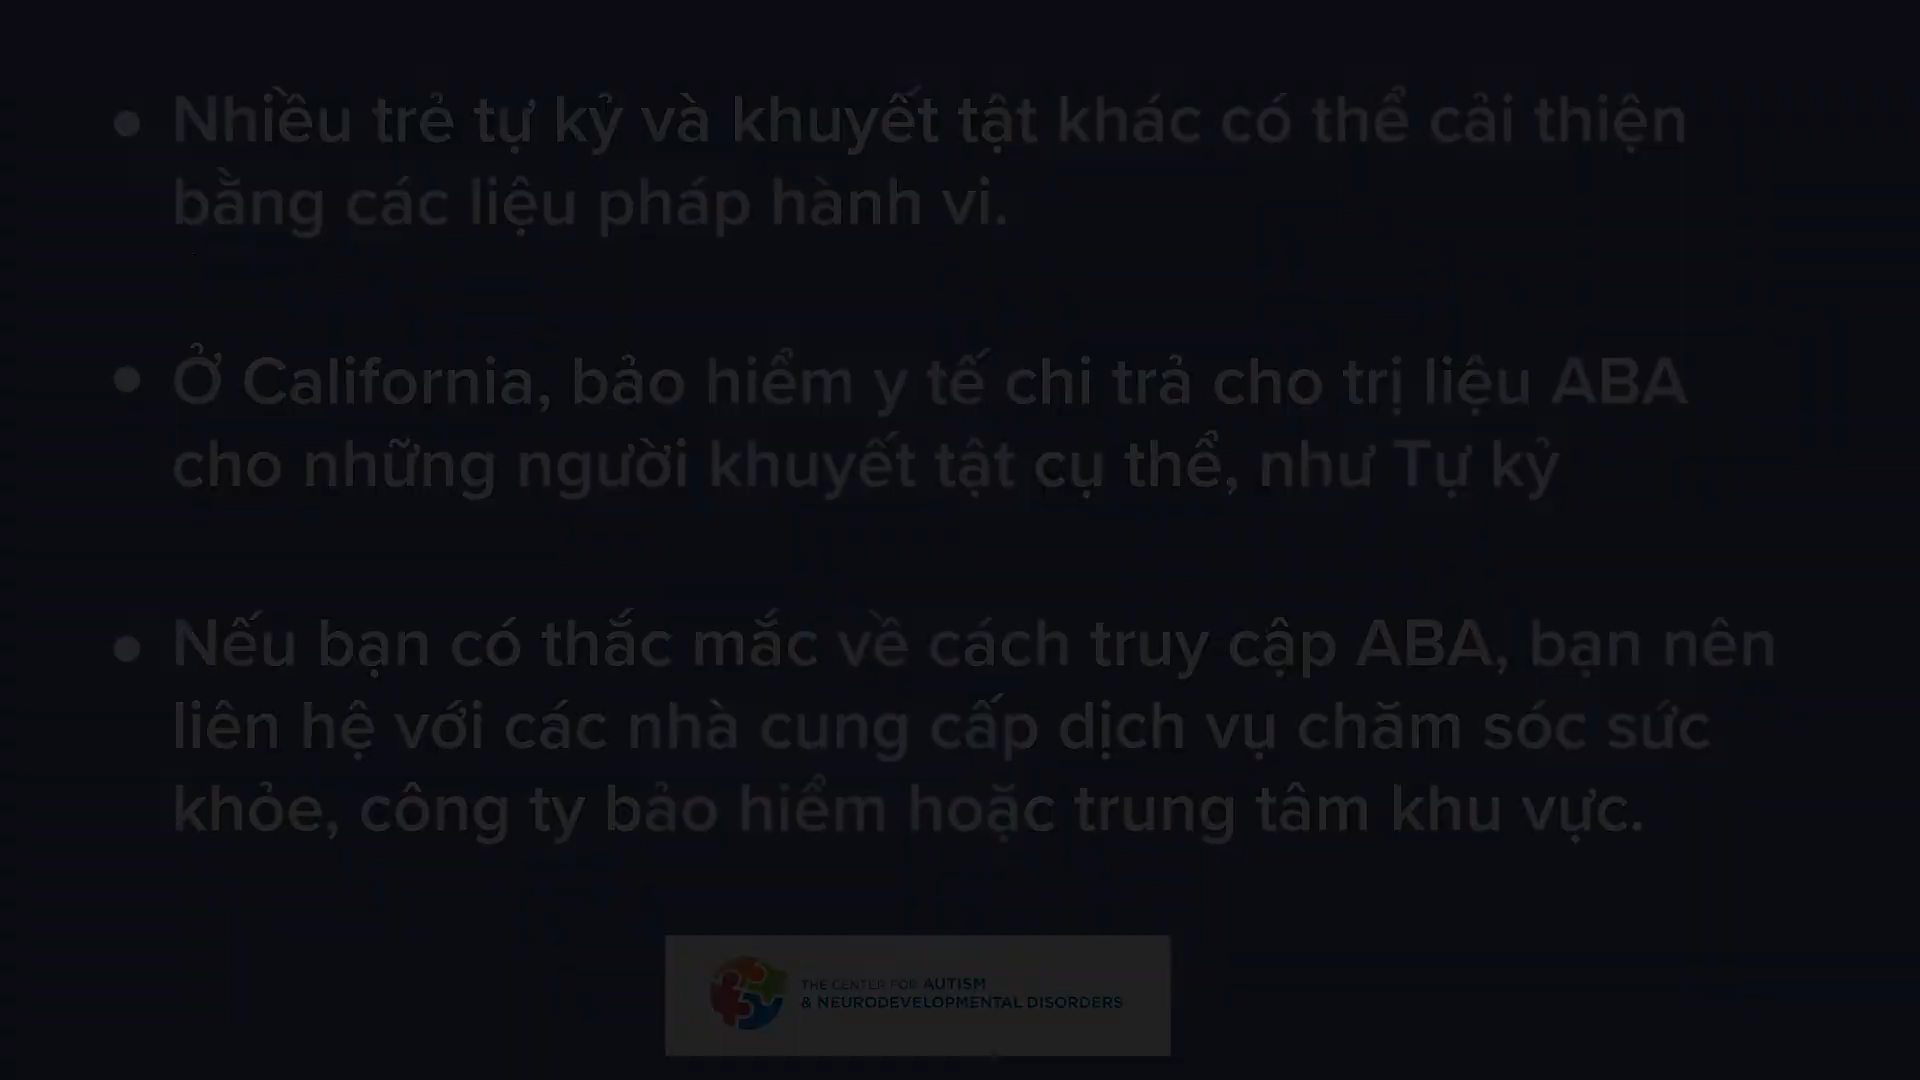 • Nhiều trẻ tự kỷ và khuyết tật khác có thể cải thiện
bằng các liệu pháp hành vi.
• Ở California, bảo hiểm y tế chi trả cho trị liệu ABA
cho những người khuyết tật cụ thể, như Tự kỷ
• Nếu bạn có thắc mắc về cách truy cập ABA, bạn nên
liên hệ với các nhà cung cấp dịch vụ chăm sóc sức
khỏe, công ty bảo hiểm hoặc trung tâm khu vực.
THE CENTER FOR AUTISM
& NEURODEVELOPMENTAL DISORDERS